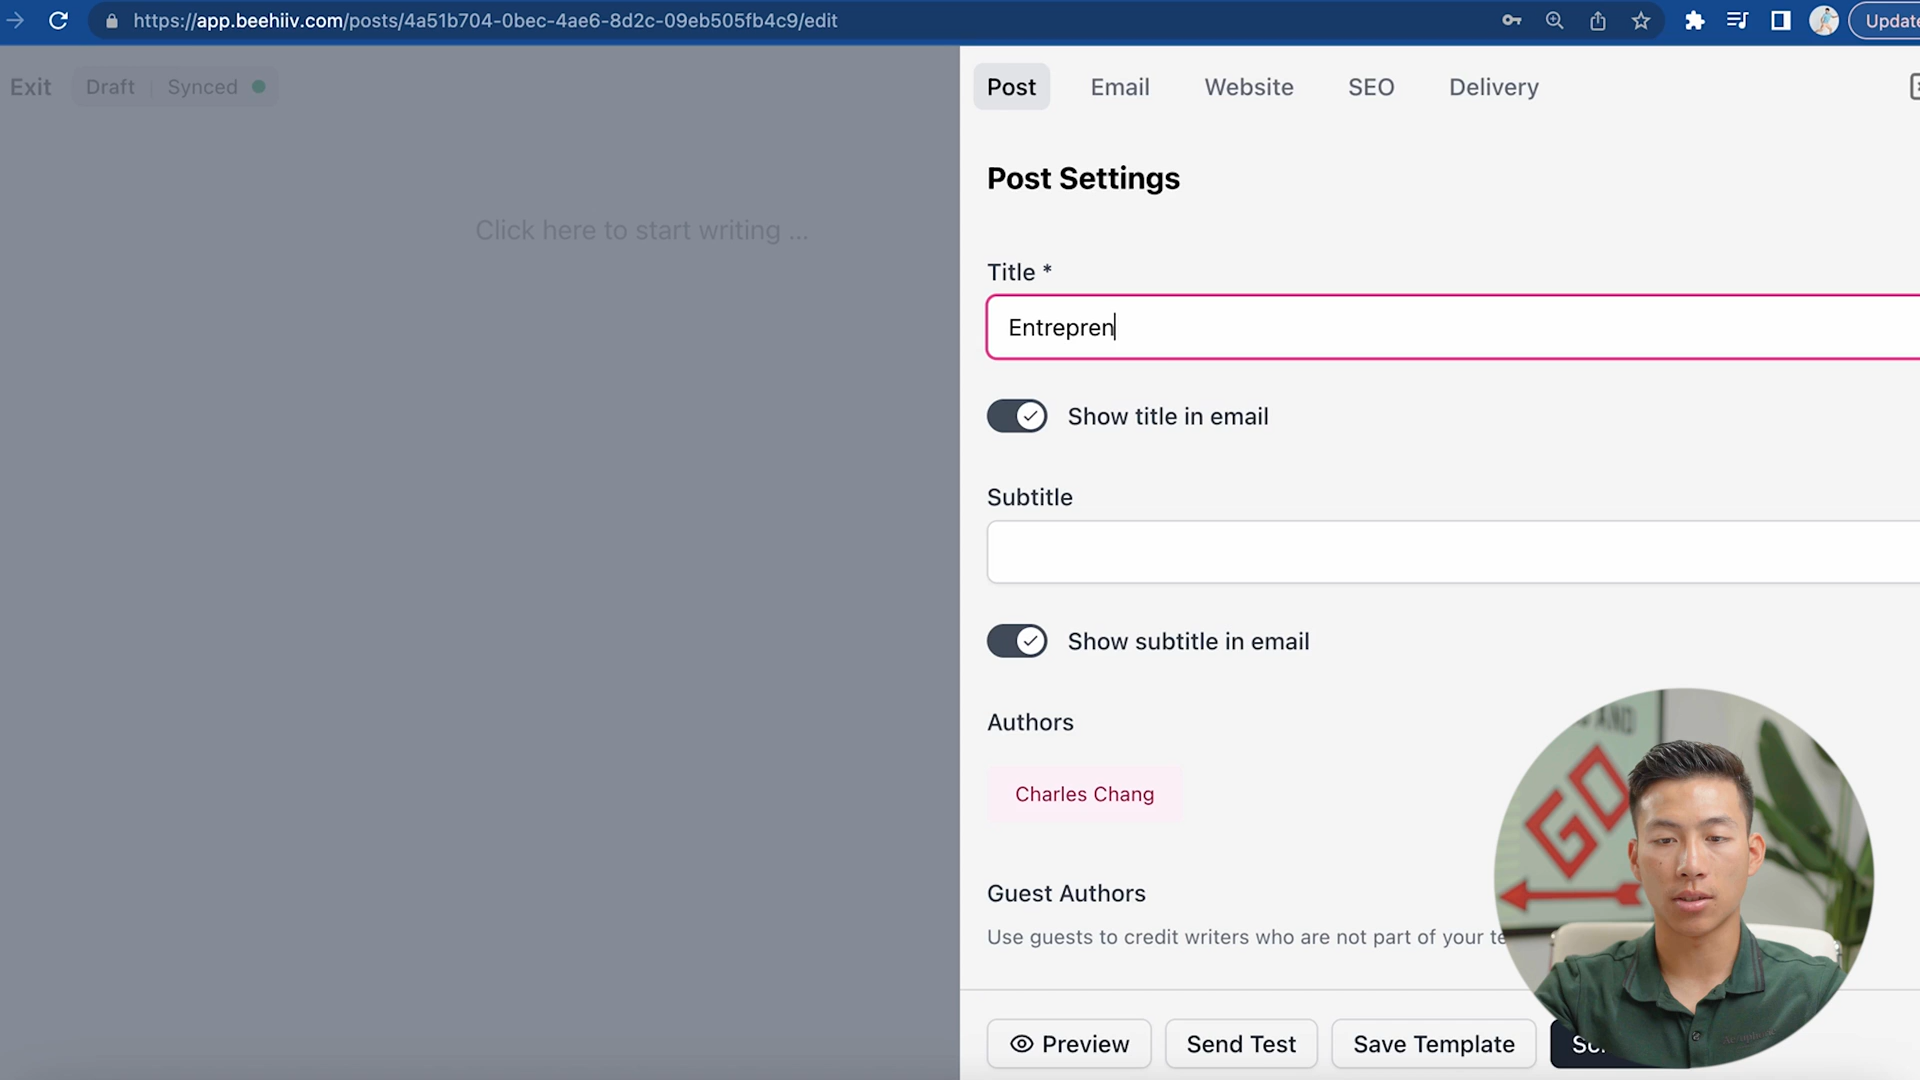 https://app.beehiiv.com/posts/4a51b704-0bec-4ae6-8d2c-09eb505fb4c9/edit
Update
Exit
Draft
Synced
Post
Email
Website
SEO
Delivery
Click here to start writing ...
Post Settings
Title *
Entrepren
Show title in email
Subtitle
Show subtitle in email
Authors
Charles Chang
Guest Authors
Use guests to credit writers who are not part of your
AND
GO
Preview
Send Test
Save Template